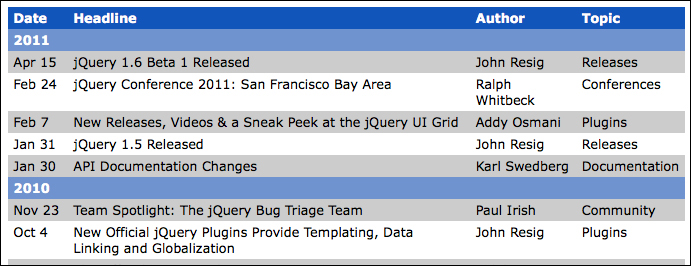 Date Headline Author Topic
2011
Apr 15 jQuery 1.6 Beta 1 Released John Resig Releases
Feb 24 jQuery Conference 2011: San Francisco Bay Area Ralph Conferences
Whitbeck
Feb 7 New Releases, Videos & a Sneak Peek at the jQuery UI Grid Addy Osmani Plugins
Jan 31 jQuery 1.5 Released John Resig Releases
Jan 30 API Documentation Changes Karl Swedberg Documentation
2010
Nov 23 Team Spotlight: The jQuery Bug Triage Team Paul Irish Community
Oct 4 New Official jQuery Plugins Provide Templating, Data John Resig Plugins
Linking and Globalization